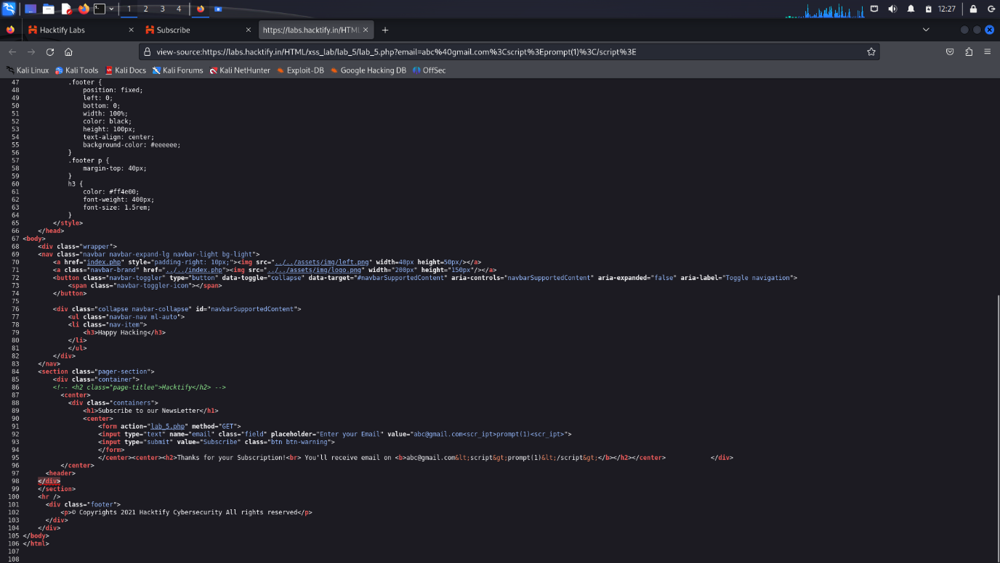 1 2 3 4 12:27
Hacktify Labs
Subscribe
https://labs.hacktify.in/HTML
view-source:https://labs.hacktify.in/HTML/xss_lab/lab_5/lab_5.php?email=abc%40gmail.com%3Cscript%3Eprompt(1)%3C/script%3E
Kali Linux Kali Tools Kali Docs Kali Forums Kali NetHunter Exploit-DB Google Hacking DB OffSec
47 .footer {
48 position: fixed;
49 left: 0;
50 bottom: 0;
51 width: 100%;
52 color: black;
53 height: 100px;
54 text-align: center;
55 background-color: #eeeeee;
56 }
57 .footer p {
58 margin-top: 40px;
59 }
60 h3 {
61 color: #ff4e00;
62 font-weight: 400px;
63 font-size: 1.5rem;
64 }
65 </style>
66 </head>
67 <body>
68 <div class="wrapper">
69 <nav class="navbar navbar-expand-lg navbar-light bg-light">
70 <a href="index.php" style="padding-right: 10px;"><img src="../../assets/img/left.png" width=40px height=50px/></a>
71 <a class="navbar-brand" href="../../index.php"><img src="../../assets/img/logo.png" width="200px" height="150px"/></a>
72 <button class="navbar-toggler" type="button" data-toggle="collapse" data-target="#navbarSupportedContent" aria-controls="navbarSupportedContent" aria-expanded="false" aria-label="Toggle navigation">
73 <span class="navbar-toggler-icon"></span>
74 </button>
75
76 <div class="collapse navbar-collapse" id="navbarSupportedContent">
77 <ul class="navbar-nav ml-auto">
78 <li class="nav-item">
79 <h3>Happy Hacking</h3>
80 </li>
81 </ul>
82 </div>
83 </nav>
84 <section class="pager-section">
85 <div class="container">
86 <!-- <h2 class="page-titlee">Hacktify</h2> -->
87 <center>
88 <div class="containers">
89 <h1>Subscribe to our NewsLetter</h1>
90 <center>
91 <form action="lab_5.php" method="GET">
92 <input type="text" name="email" class="field" placeholder="Enter your Email" value="abc@gmail.com<scr_ipt>prompt(1)<scr_ipt>">
93 <input type="submit" value="Subscribe" class="btn btn-warning">
94 </form>
95 </center><center><h2>Thanks for your Subscription!<br> You'll receive email on <b>abc@gmail.com&lt;script&gt;prompt(1)&lt;/script&gt;</b></h2></center> </div>
96 </center>
97 <header>
98 </div>
99 </section>
100 <hr />
101 <div class="footer">
102 <p>© Copyrights 2021 Hacktify Cybersecurity All rights reserved</p>
103 </div>
104 </div>
105 </body>
106 </html>
107
108